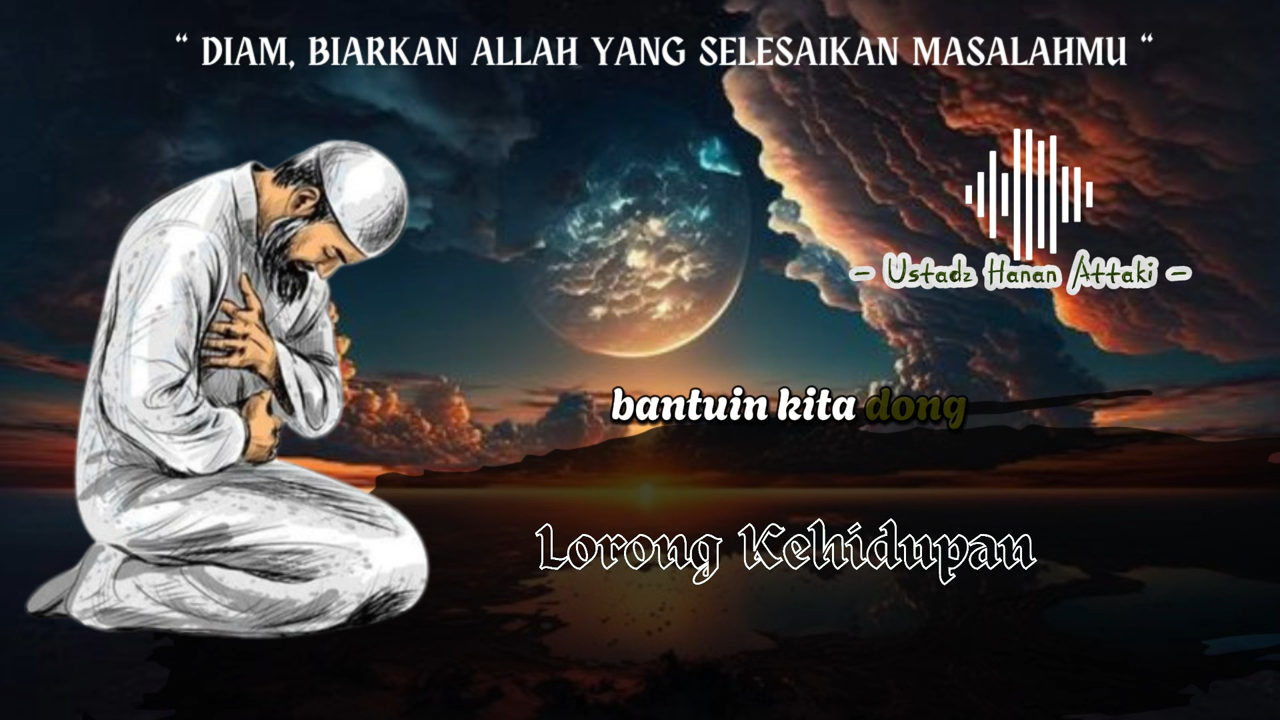 “ DIAM, BIARKAN ALLAH YANG SELESAIKAN MASALAHMU “
- Ustadz Hanan Attaki -
bantuin kita dong
Lorong Kehidupan